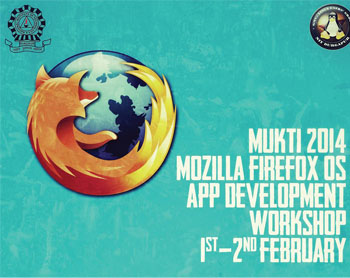 MUKTI 2014
MOZILLA FIREFOX OS
APP DEVELOPMENT
WORKSHOP
1ST-2ND FEBRUARY